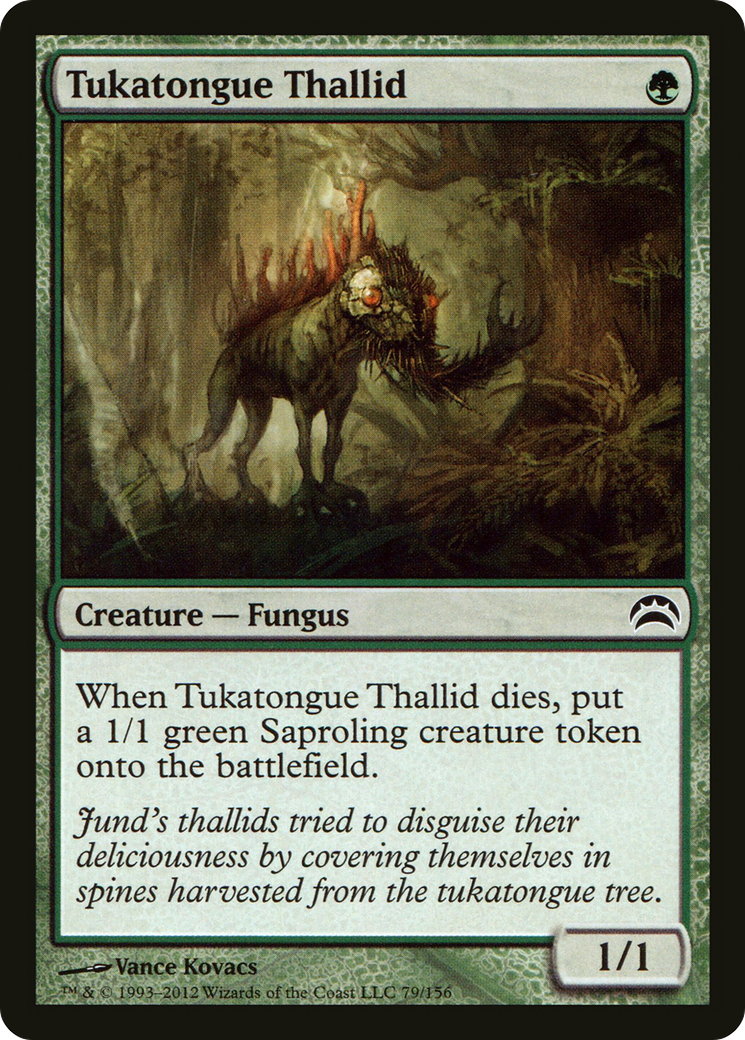 Tukatongue Thallid
Creature — Fungus
When Tukatongue Thallid dies, put
a 1/1 green Saproling creature token
onto the battlefield.
Jund's thallids tried to disguise their
deliciousness by covering themselves in
spines harvested from the tukatongue tree.
1/1
Vance Kovacs
™ & © 1993–2012 Wizards of the Coast LLC 79/156